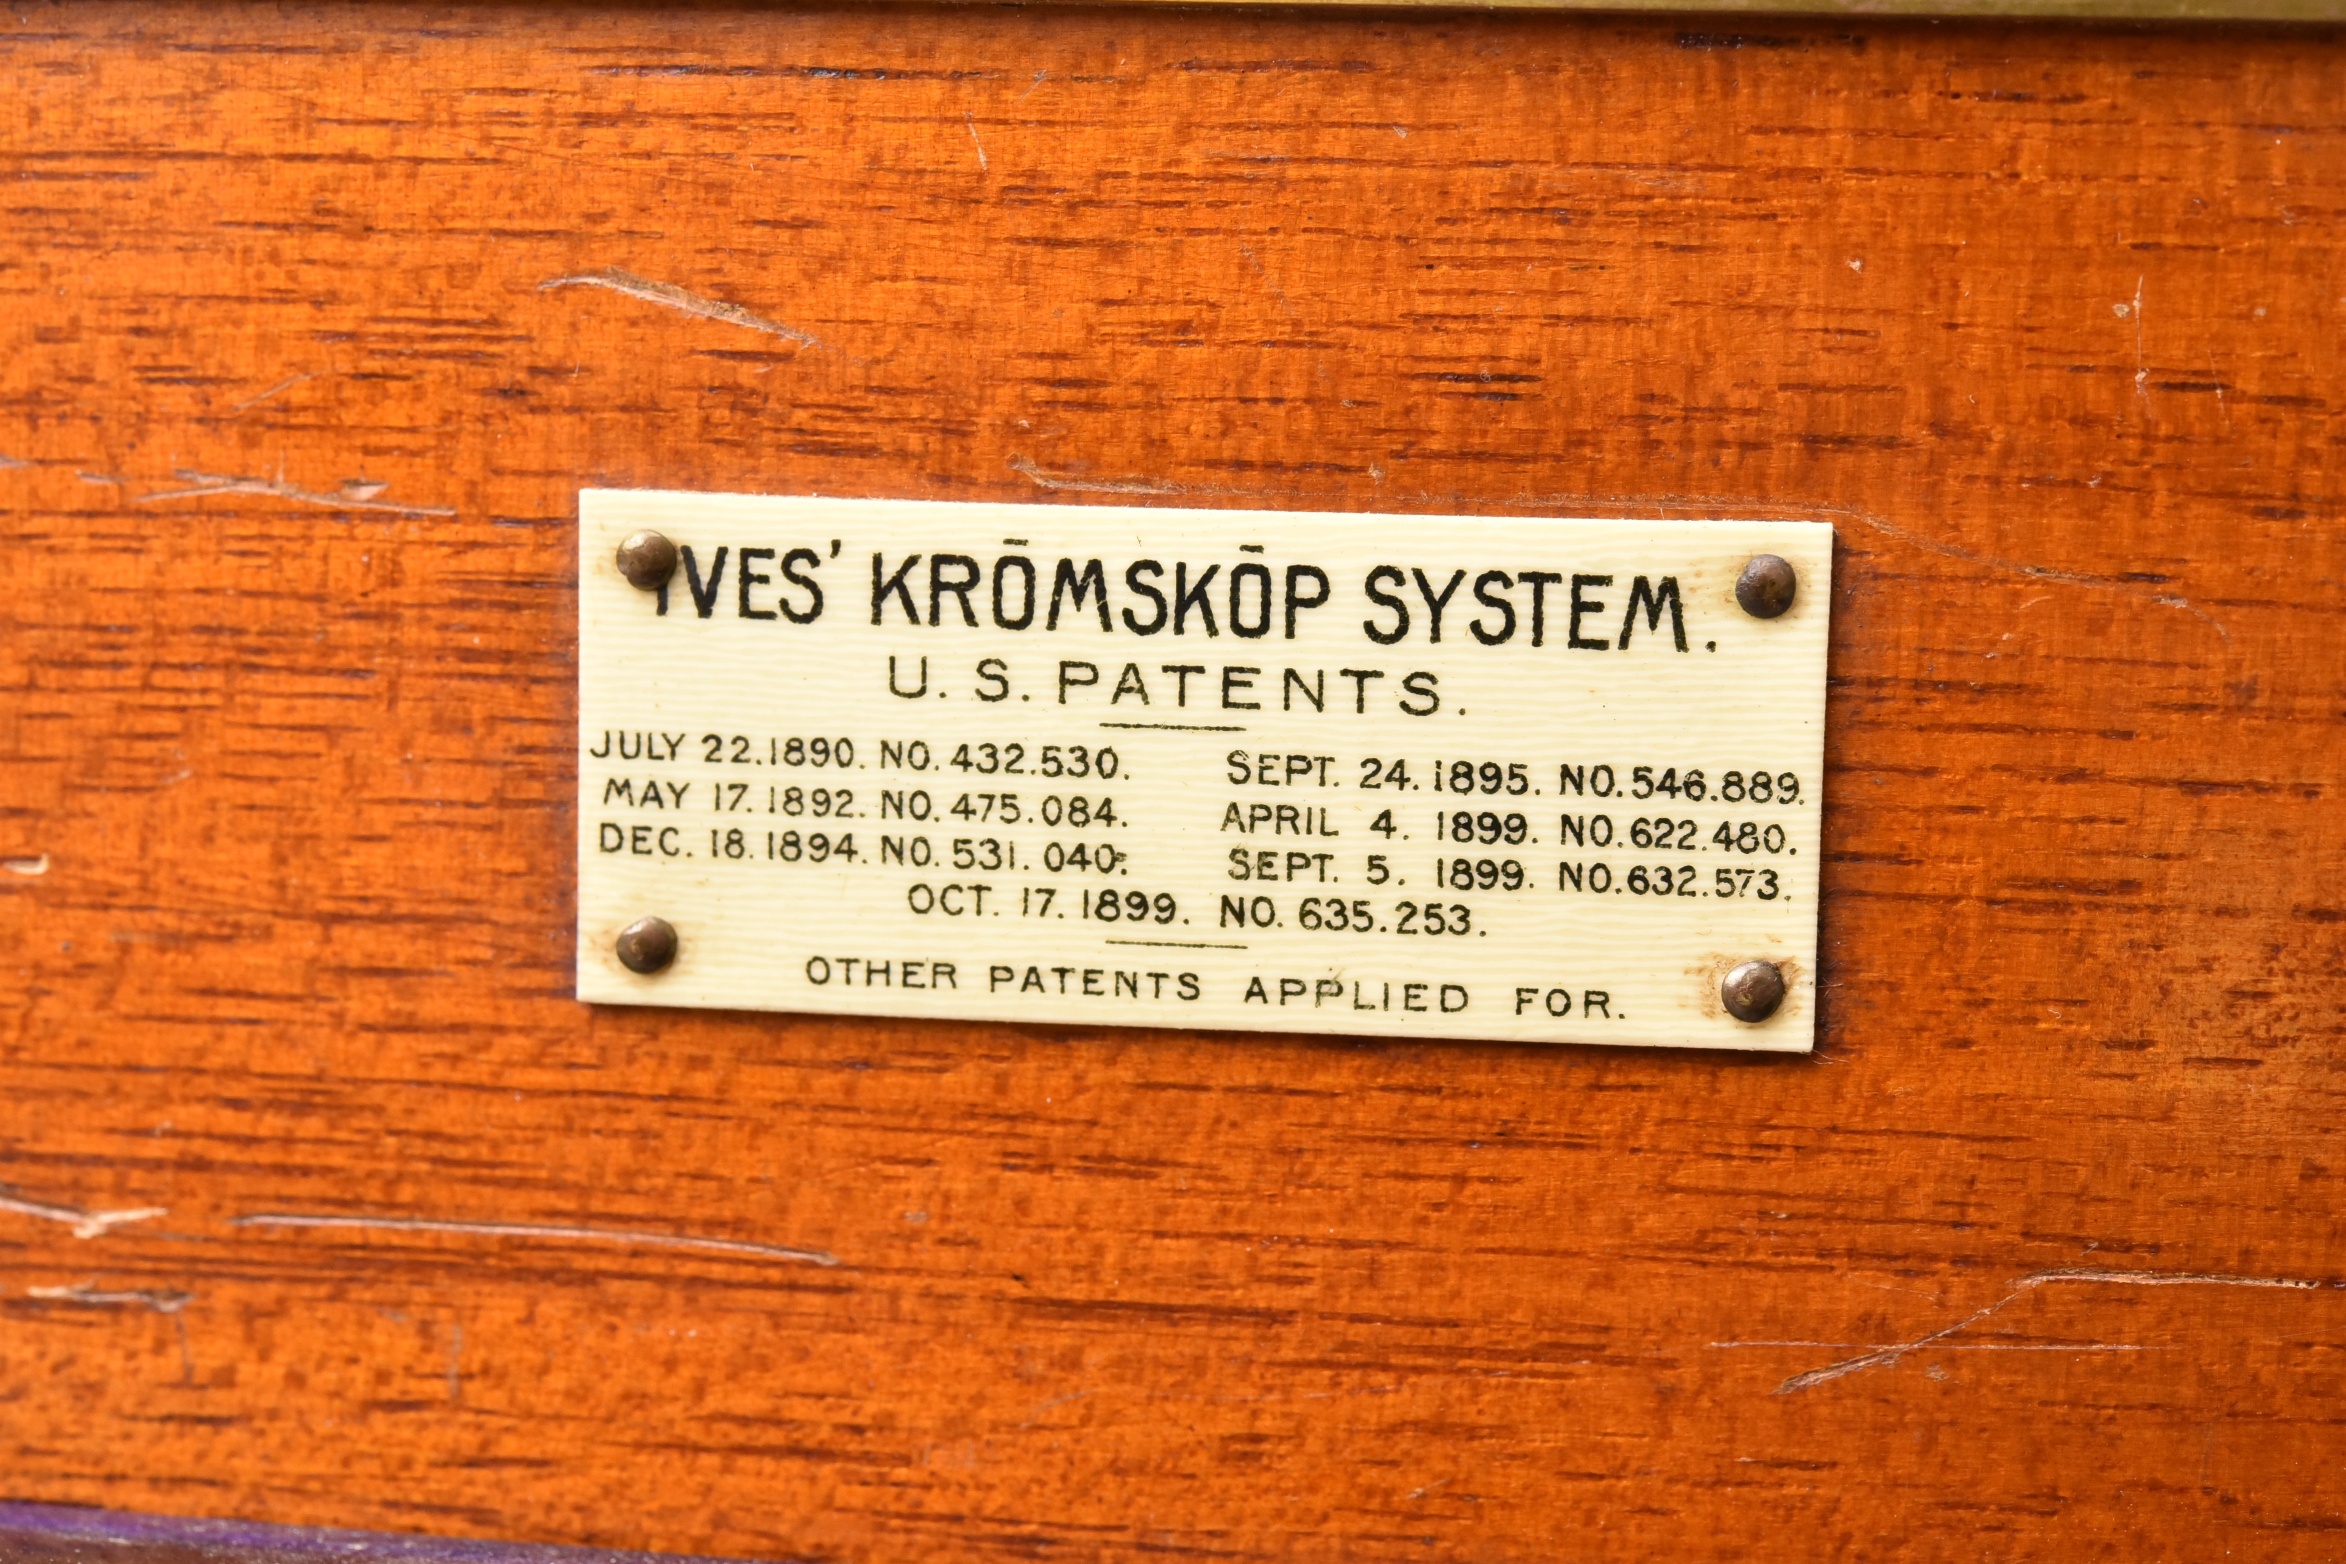 IVES' KRŌMSKŌP SYSTEM.
U. S. PATENTS.
JULY 22. 1890. NO. 432.530. SEPT. 24. 1895. NO. 546.889.
MAY 17. 1892. NO. 475.084. APRIL 4. 1899. NO. 622.480.
DEC. 18. 1894. NO. 531. 040. SEPT. 5. 1899. NO. 632.573.
OCT. 17. 1899. NO. 635.253.
OTHER PATENTS APPLIED FOR.